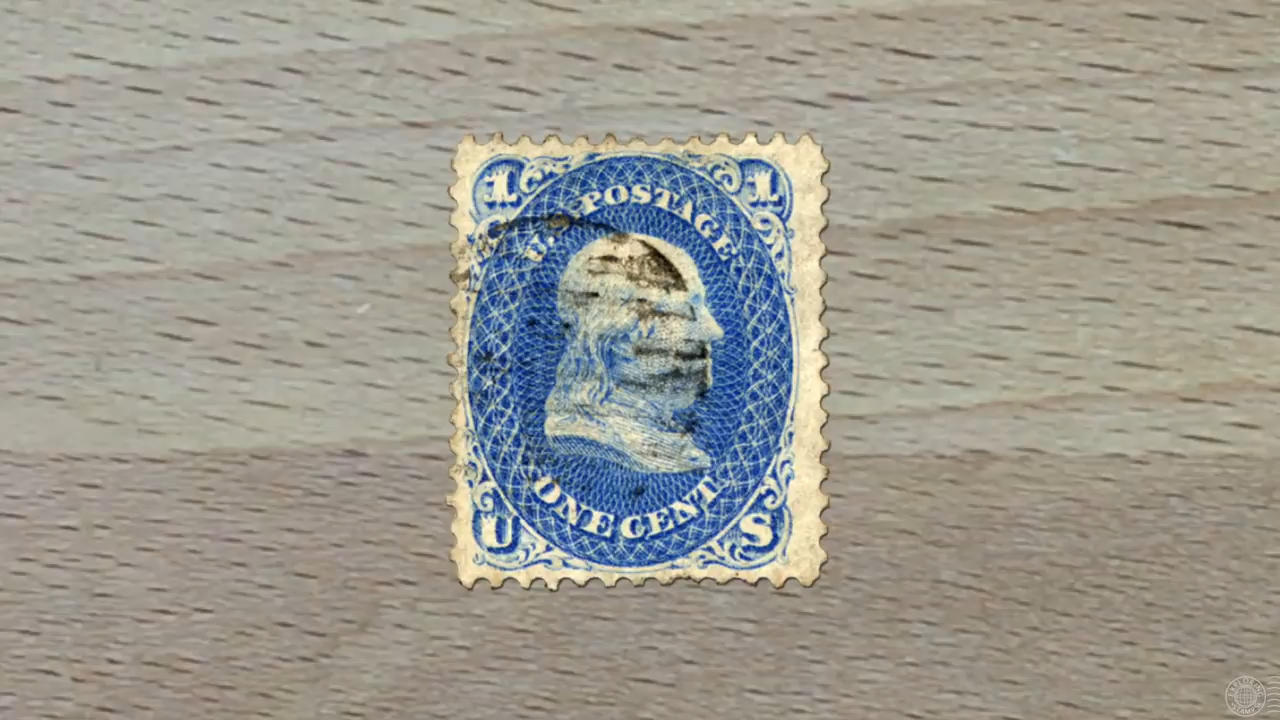 1 1
U. POSTAGE
ONE CENT
U S